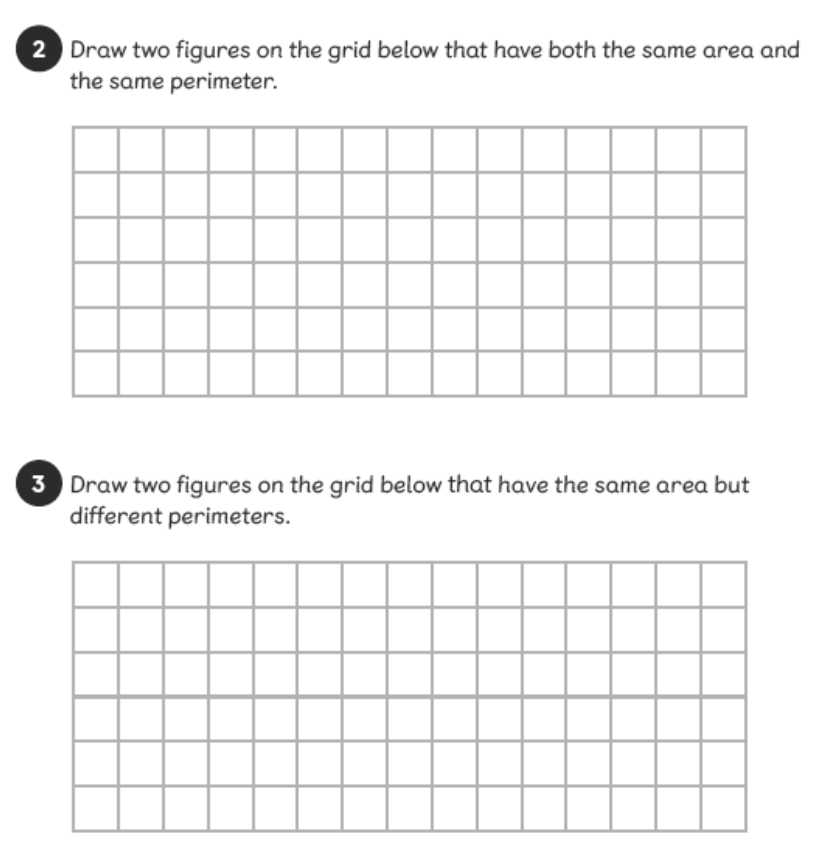 2 Draw two figures on the grid below that have both the same area and
the same perimeter.
3 Draw two figures on the grid below that have the same area but
different perimeters.